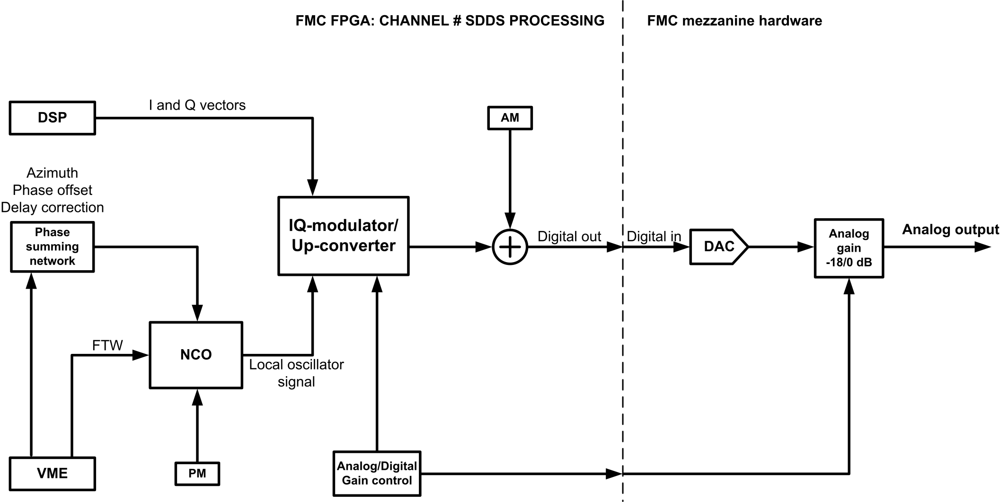 FMC FPGA: CHANNEL # SDDS PROCESSING
FMC mezzanine hardware
I and Q vectors
DSP
AM
Azimuth
Phase offset
Delay correction
Phase
summing
network
IQ-modulator/
Up-converter
Digital out
Digital in
DAC
Analog
gain
-18/0 dB
Analog output
FTW
NCO
Local oscillator
signal
VME
PM
Analog/Digital
Gain control